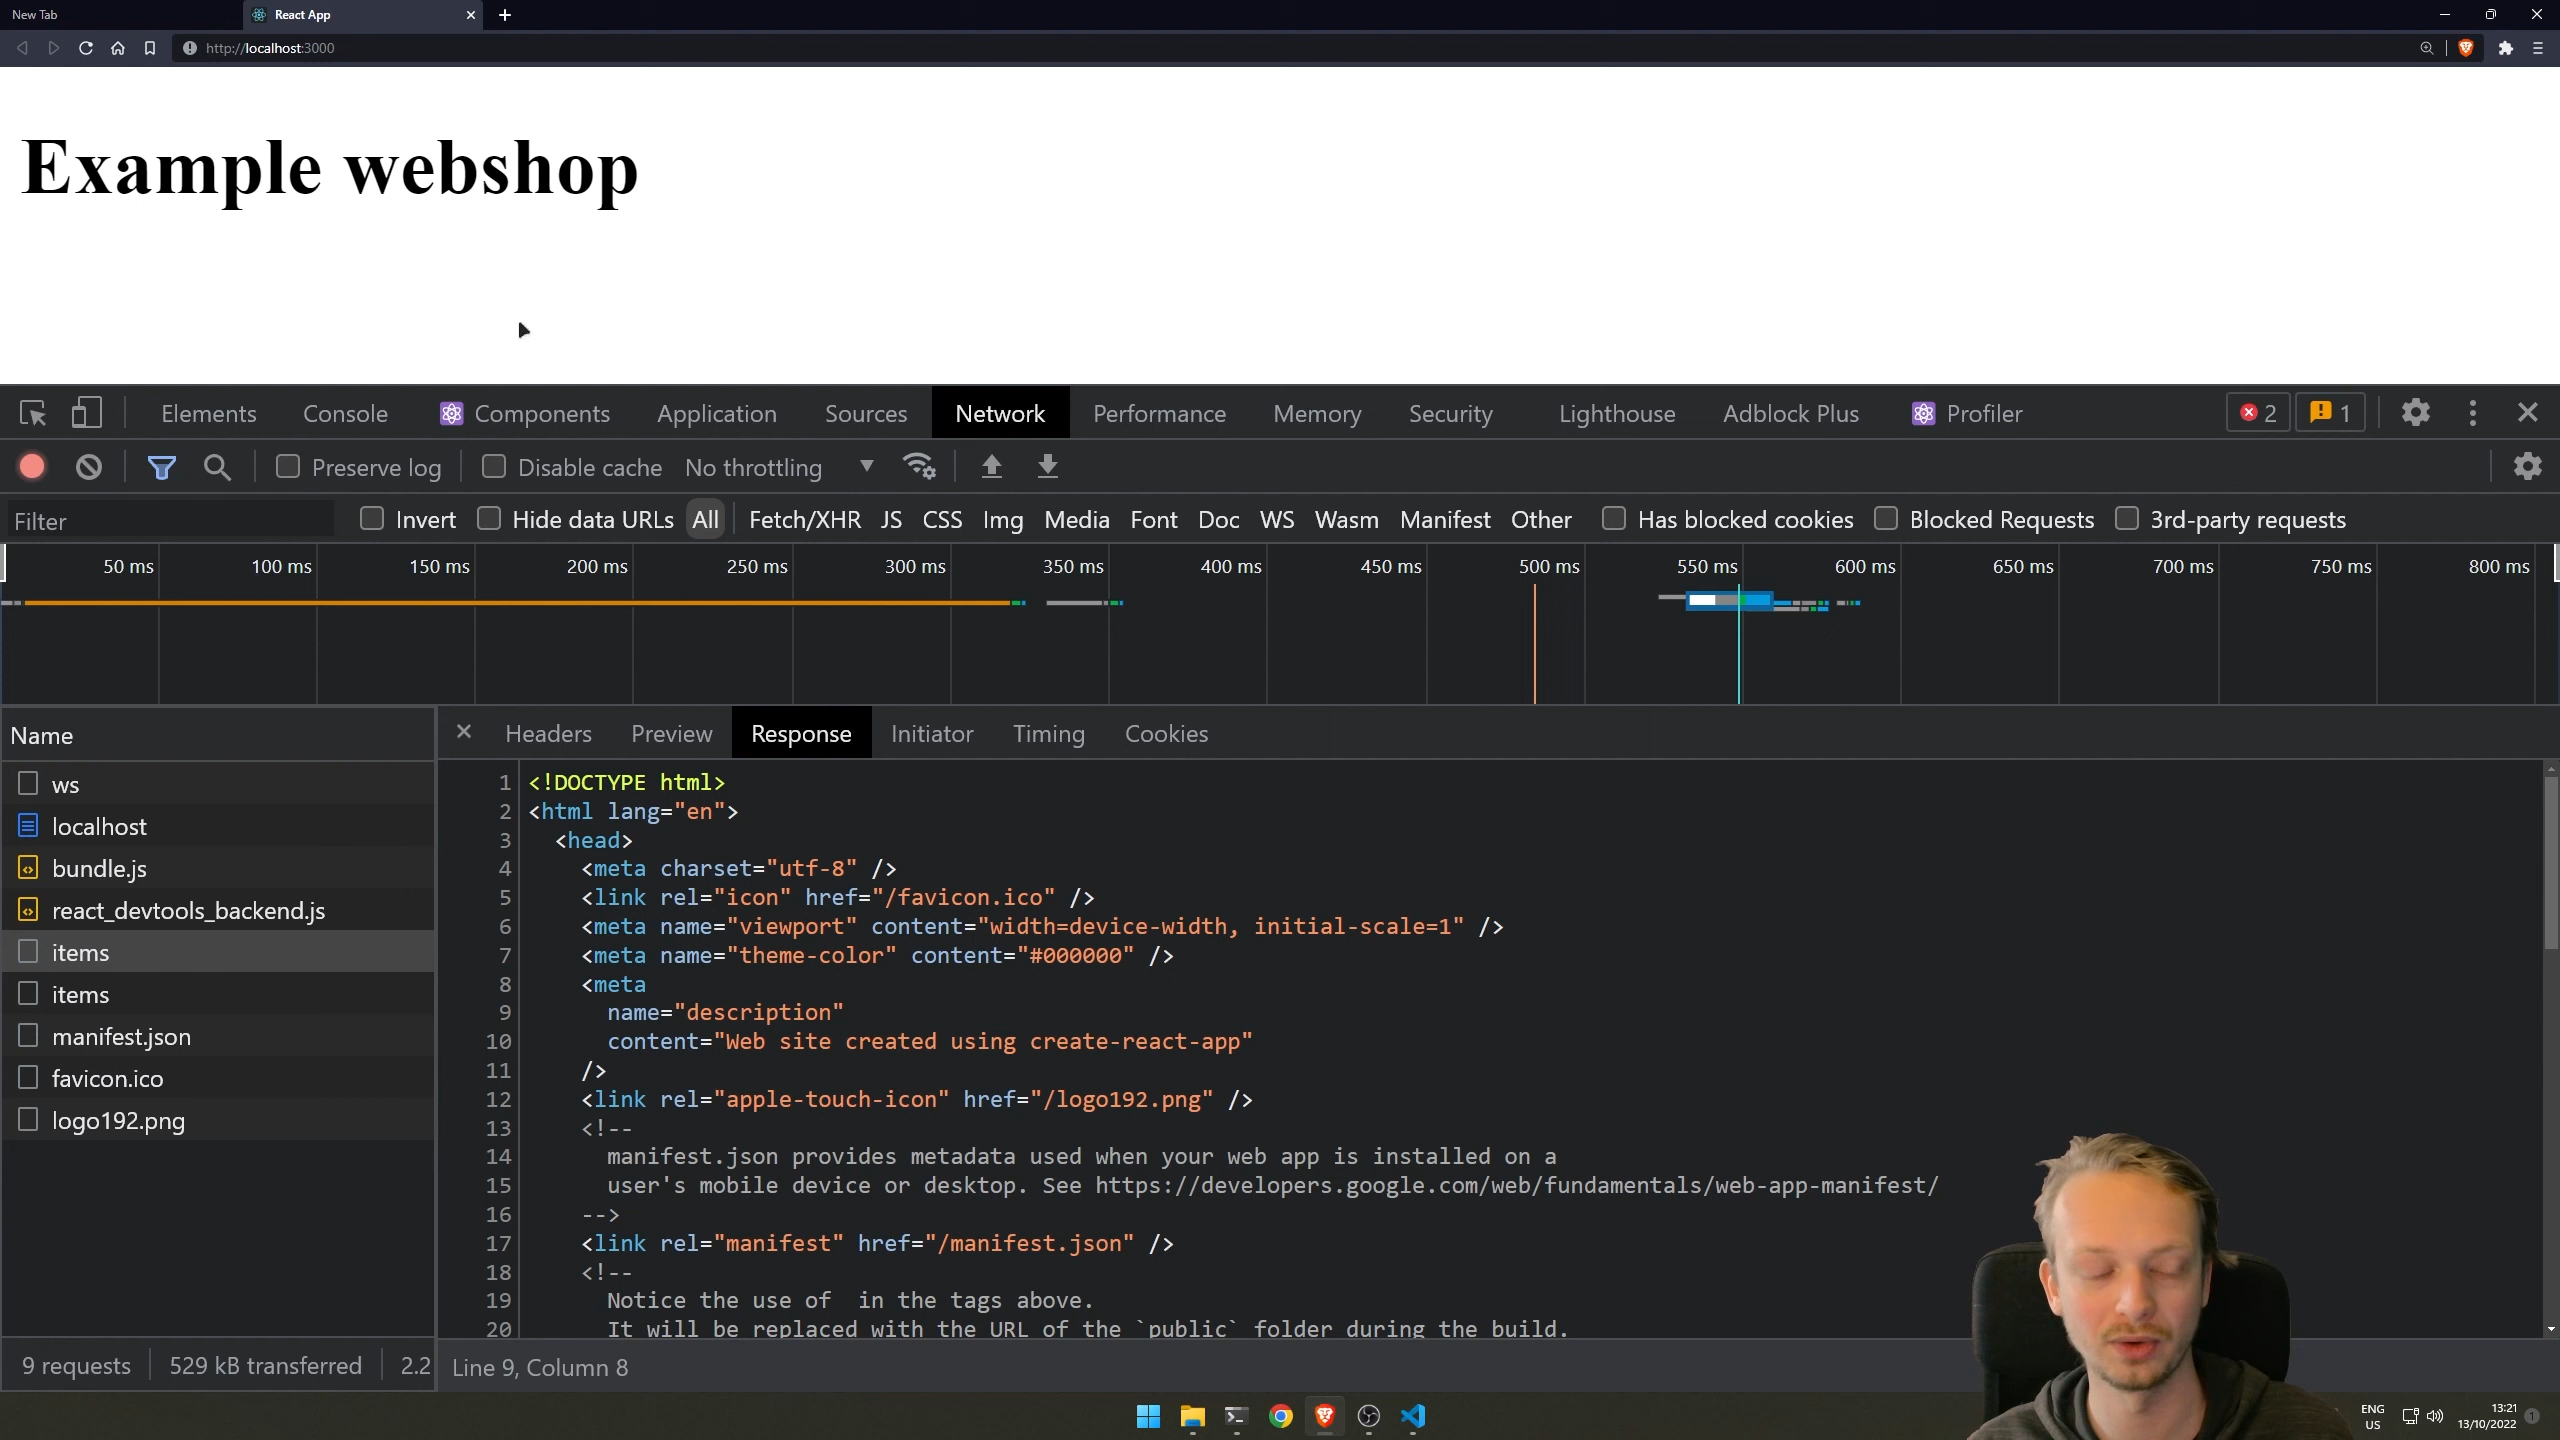 New Tab
React App
http://localhost:3000
Example webshop
Elements Console Components Application Sources Network Performance Memory Security Lighthouse Adblock Plus Profiler 2 1
Preserve log Disable cache No throttling
Filter Invert Hide data URLs All Fetch/XHR JS CSS Img Media Font Doc WS Wasm Manifest Other Has blocked cookies Blocked Requests 3rd-party requests
50 ms 100 ms 150 ms 200 ms 250 ms 300 ms 350 ms 400 ms 450 ms 500 ms 550 ms 600 ms 650 ms 700 ms 750 ms 800 ms
Name
ws
localhost
bundle.js
react_devtools_backend.js
items
items
manifest.json
favicon.ico
logo192.png
9 requests 529 kB transferred 2.2
Headers Preview Response Initiator Timing Cookies
1 <!DOCTYPE html>
2 <html lang="en">
3 <head>
4 <meta charset="utf-8" />
5 <link rel="icon" href="/favicon.ico" />
6 <meta name="viewport" content="width=device-width, initial-scale=1" />
7 <meta name="theme-color" content="#000000" />
8 <meta
9 name="description"
10 content="Web site created using create-react-app"
11 />
12 <link rel="apple-touch-icon" href="/logo192.png" />
13 <!--
14 manifest.json provides metadata used when your web app is installed on a
15 user's mobile device or desktop. See https://developers.google.com/web/fundamentals/web-app-manifest/
16 -->
17 <link rel="manifest" href="/manifest.json" />
18 <!--
19 Notice the use of  in the tags above.
20 It will be replaced with the URL of the `public` folder during the build.
Line 9, Column 8
ENG
US
13:21
13/10/2022
1